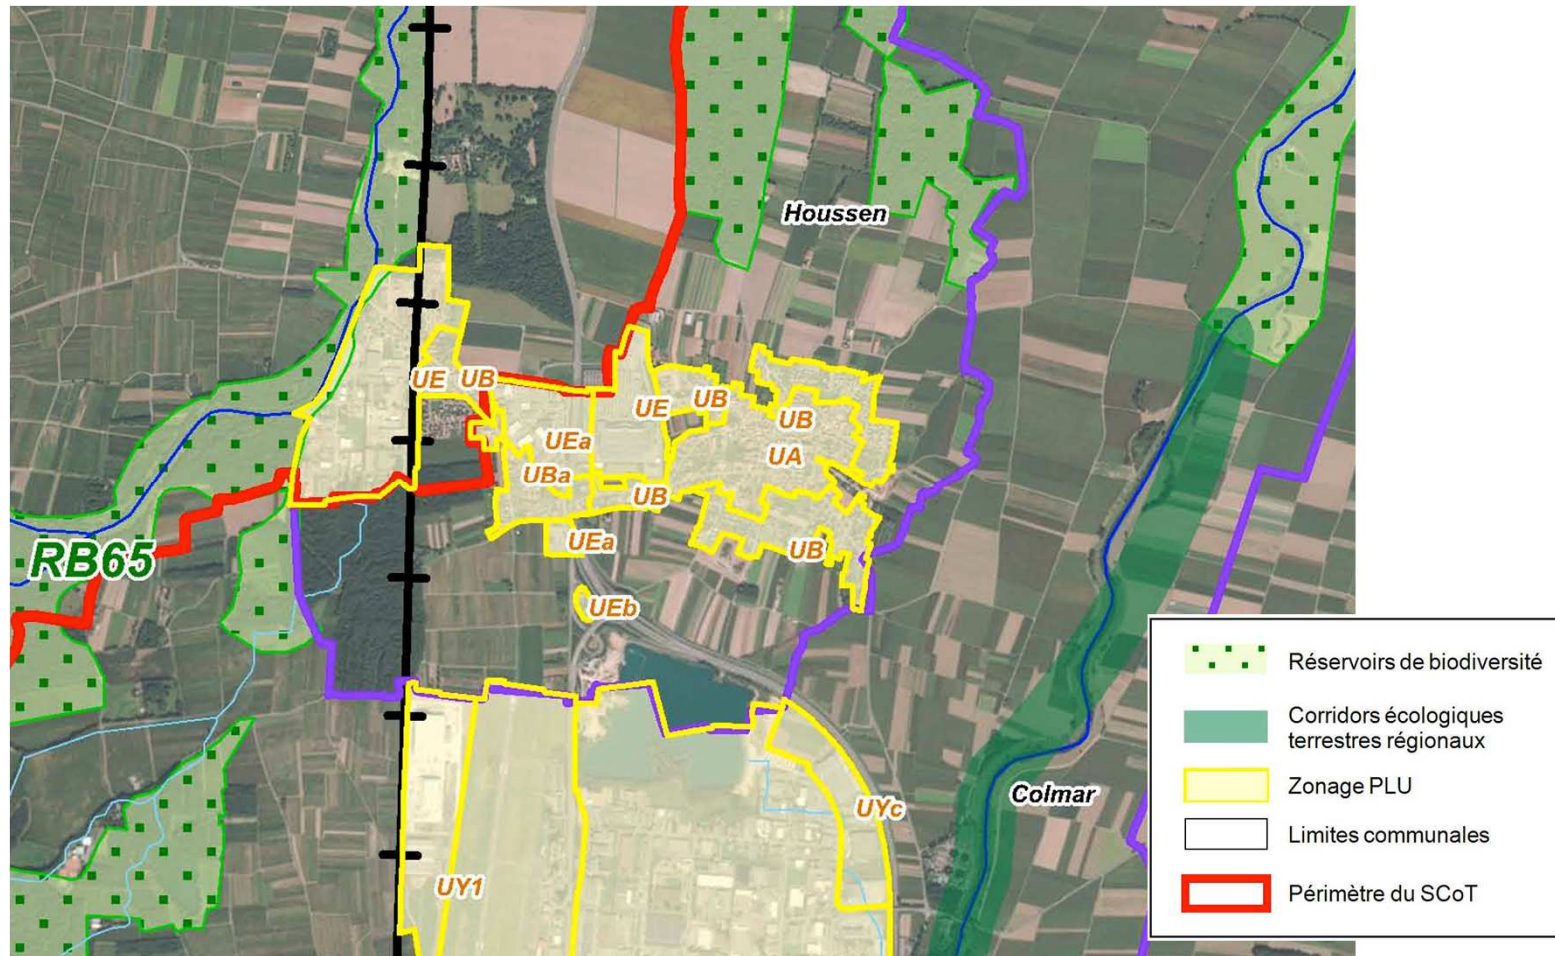 Houssen
UE
UB
UE
UB
UB
UEa
UA
UBa
UB
UEa
UB
RB65
UEb
Colmar
UYc
UY1
Réservoirs de biodiversité
Corridors écologiques
terrestres régionaux
Zonage PLU
Limites communales
Périmètre du SCoT